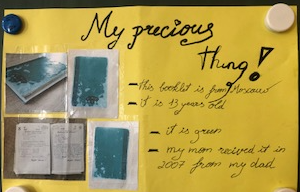 My precious
thing!
– this booklet is from Moscow
– it is 13 years old
– it is green
– my mom recived it in
2007 from my dad